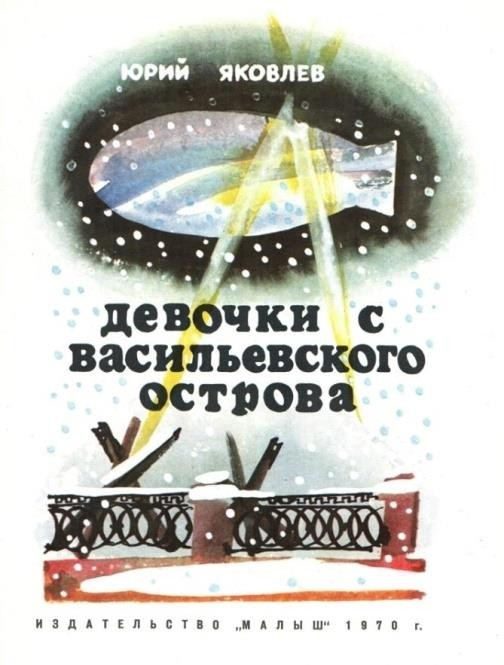 ЮРИЙ ЯКОВЛЕВ
ДЕВОЧКИ С
ВАСИЛЬЕВСКОГО
ОСТРОВА
ИЗДАТЕЛЬСТВО „МАЛЫШ" 1970 г.